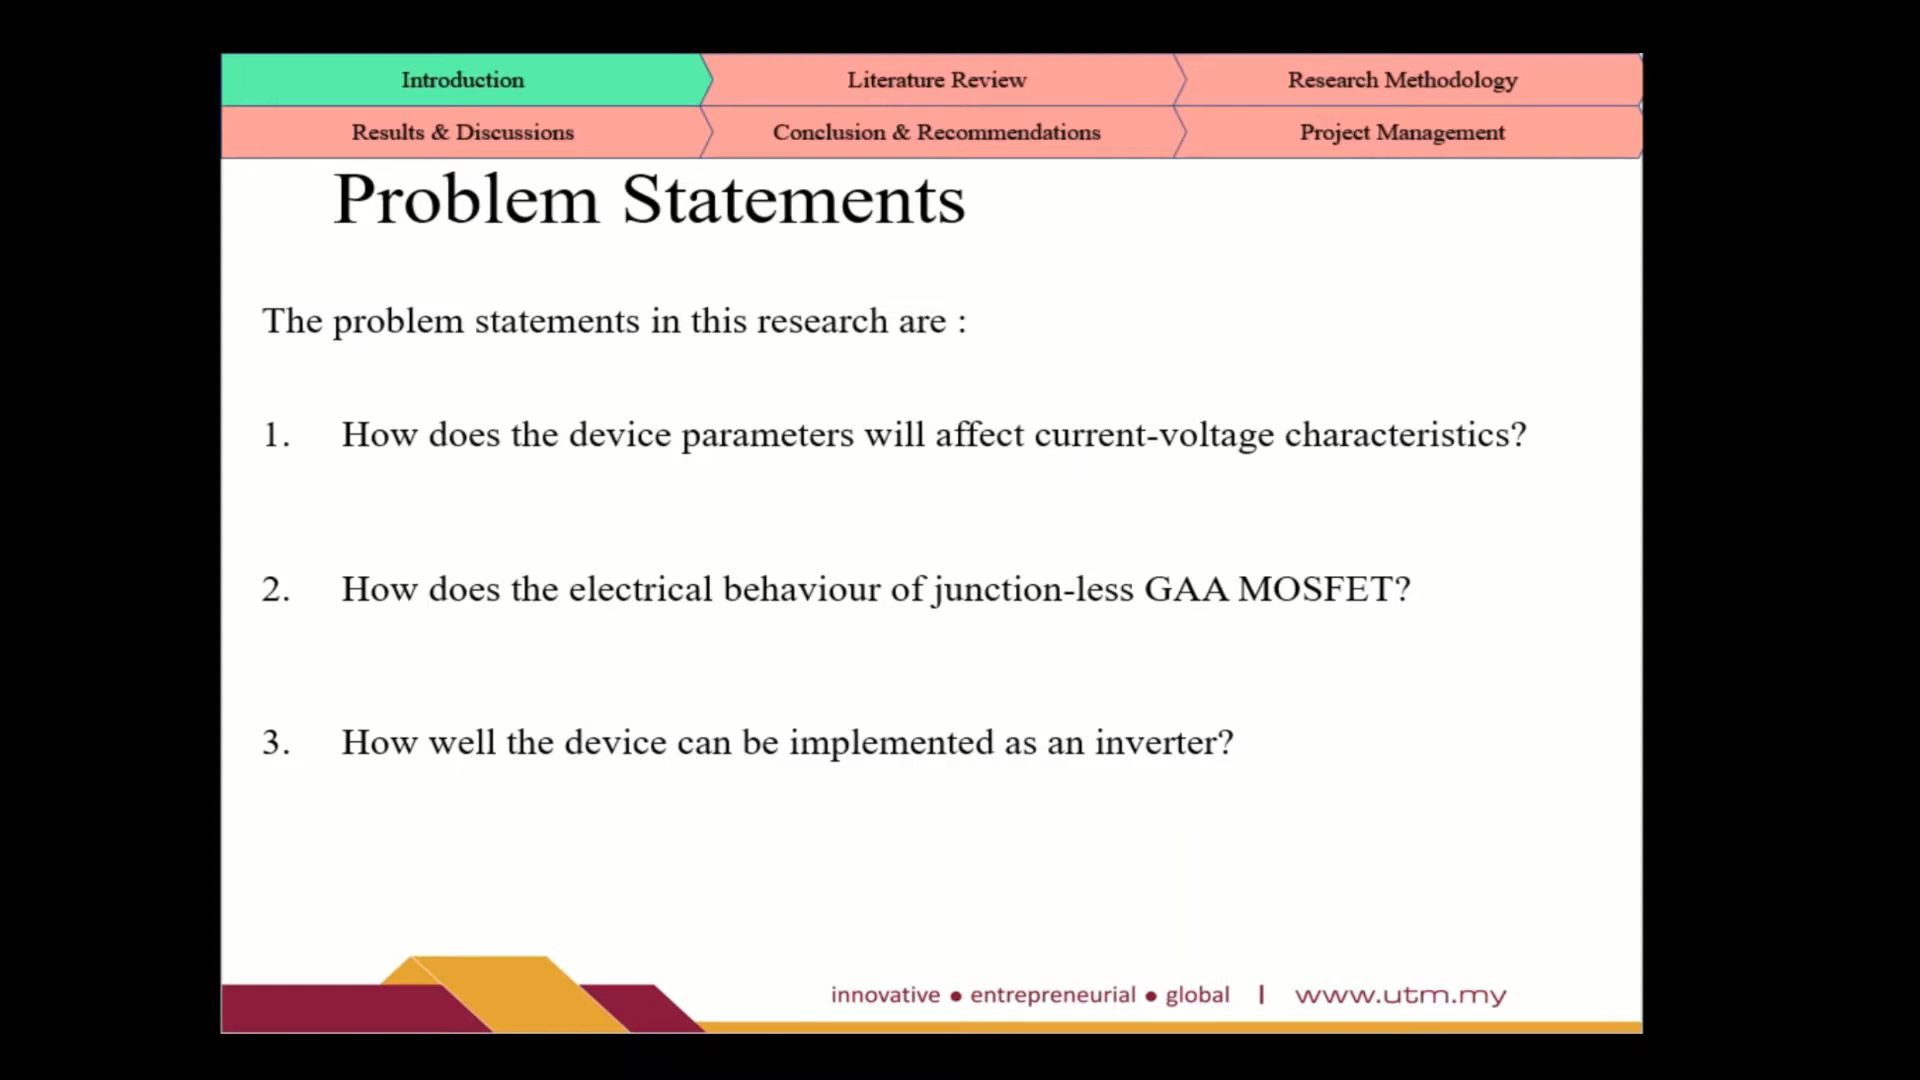 Introduction
Literature Review
Research Methodology
Results & Discussions
Conclusion & Recommendations
Project Management
Problem Statements
The problem statements in this research are :
1. How does the device parameters will affect current-voltage characteristics?
2. How does the electrical behaviour of junction-less GAA MOSFET?
3. How well the device can be implemented as an inverter?
innovative ● entrepreneurial ● global | www.utm.my